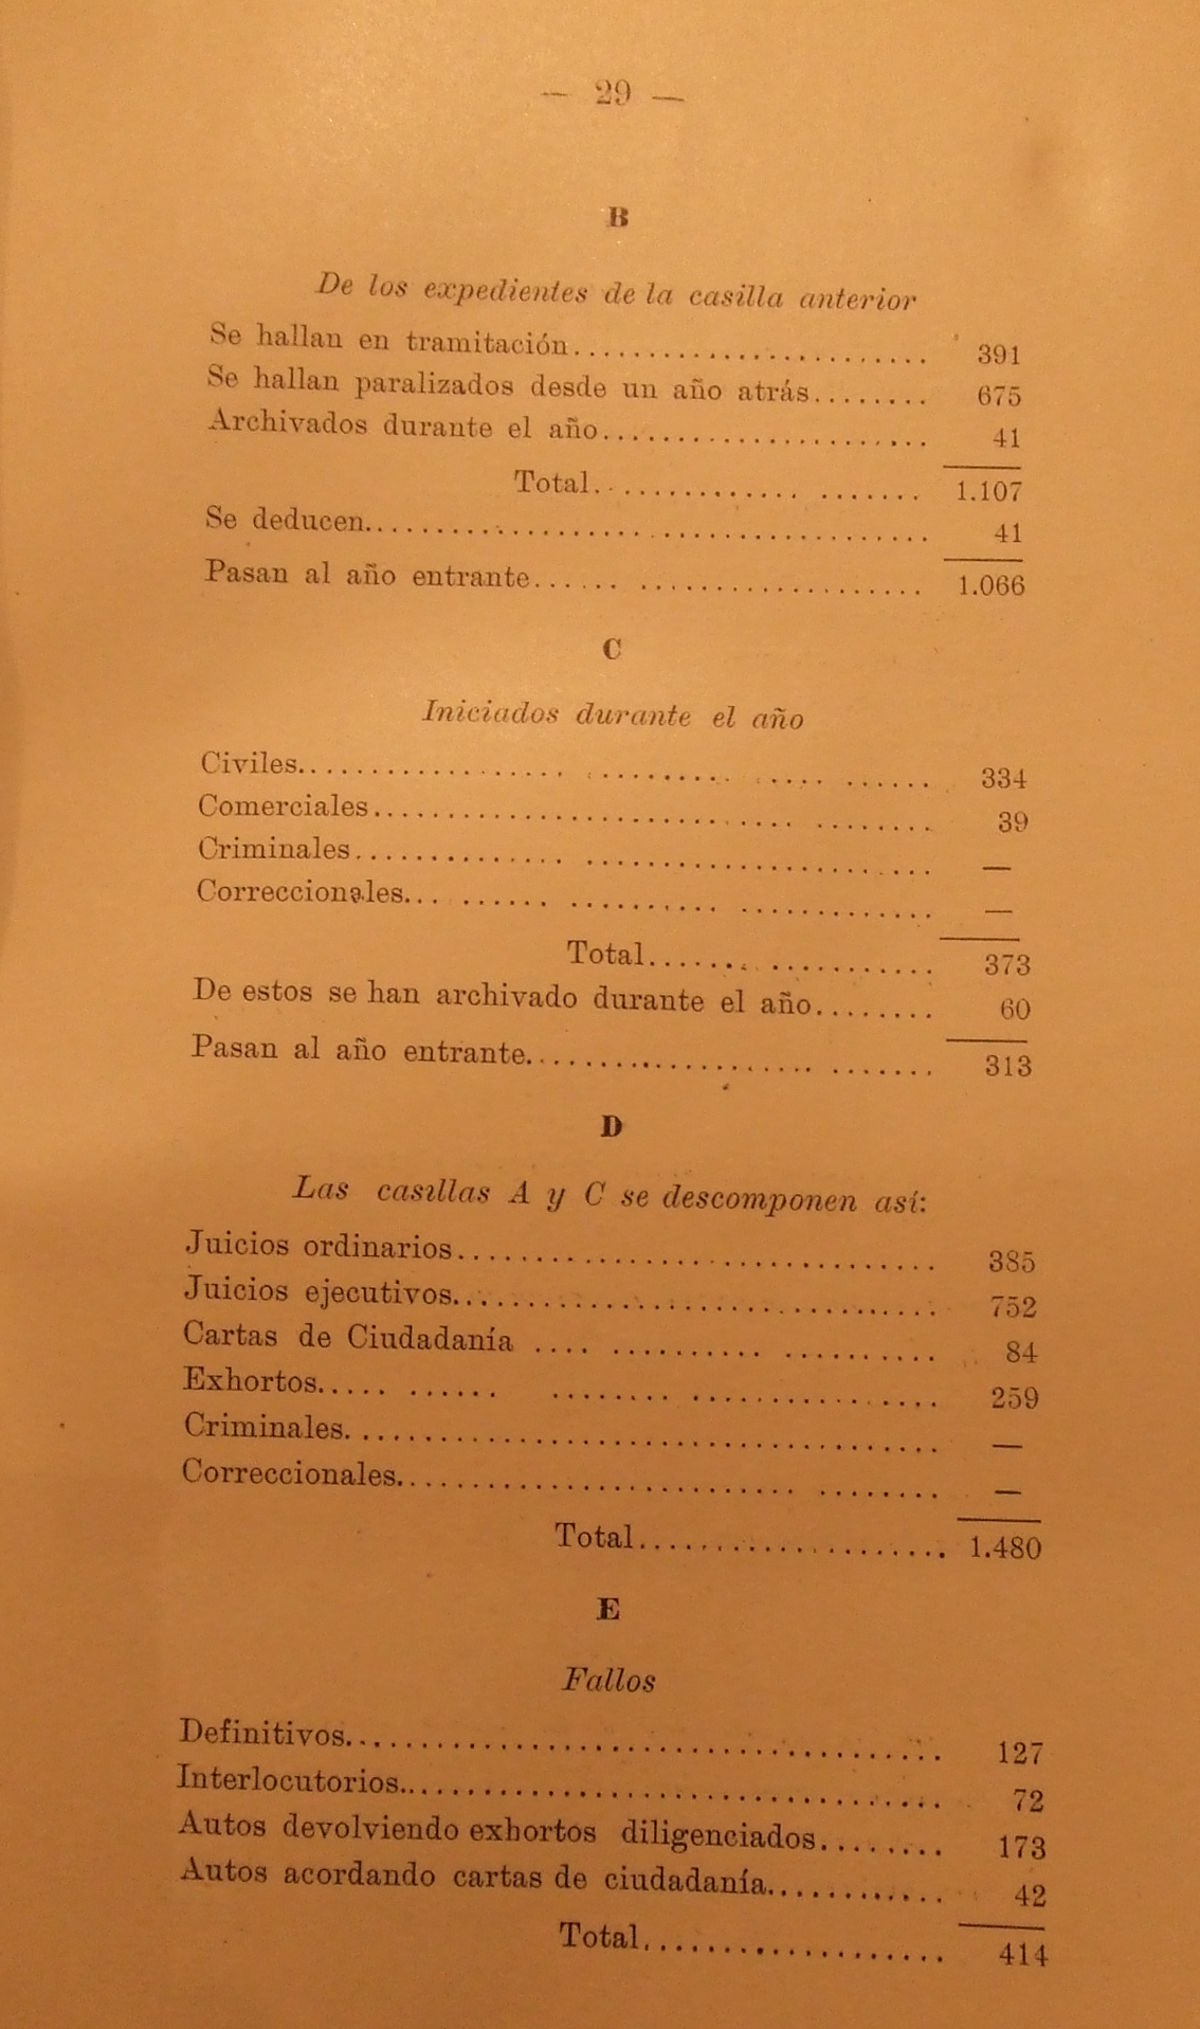 — 29 —
B
De los expedientes de la casilla anterior
Se hallan en tramitación........................ 391
Se hallan paralizados desde un año atrás........ 675
Archivados durante el año...................... 41
Total...................... 1.107
Se deducen...................................... 41
Pasan al año entrante.......................... 1.066
C
Iniciados durante el año
Civiles.......................................... 334
Comerciales..................................... 39
Criminales...................................... —
Correccionales.................................. —
Total................... 373
De estos se han archivado durante el año........ 60
Pasan al año entrante.......................... 313
D
Las casillas A y C se descomponen así:
Juicios ordinarios................................ 385
Juicios ejecutivos................................ 752
Cartas de Ciudadanía ........................ 84
Exhortos..................................... 259
Criminales....................................... —
Correccionales................................... —
Total..................... 1.480
E
Fallos
Definitivos....................................... 127
Interlocutorios................................... 72
Autos devolviendo exhortos diligenciados........ 173
Autos acordando cartas de ciudadanía............ 42
Total.................... 414